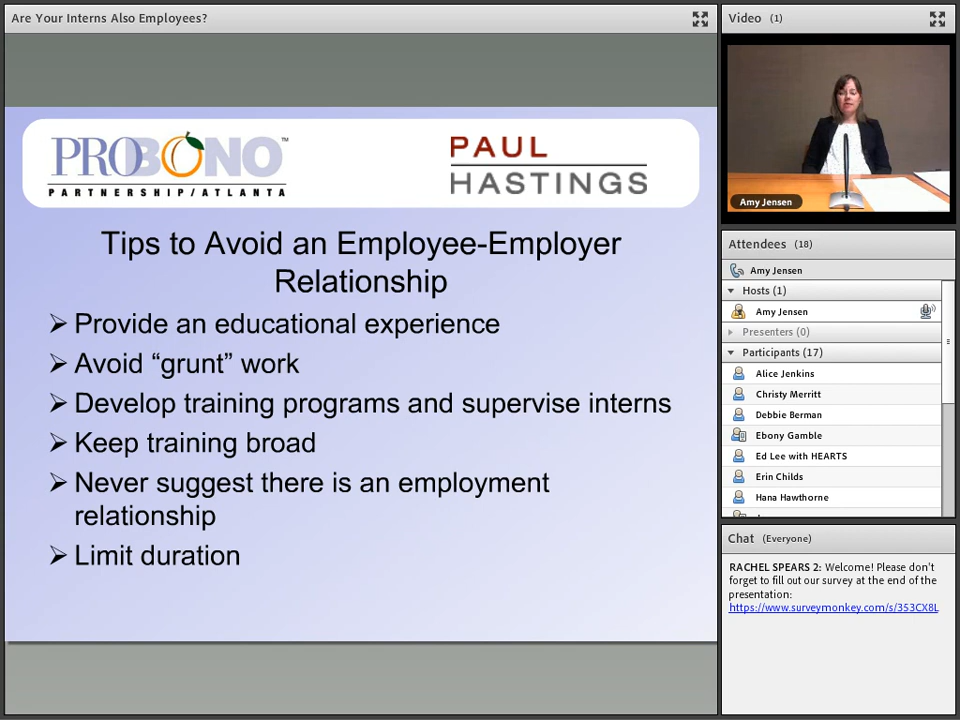 Are Your Interns Also Employees?
PROBONO™
PARTNERSHIP/ATLANTA
PAUL
HASTINGS
Tips to Avoid an Employee-Employer
Relationship
➢ Provide an educational experience
➢ Avoid “grunt” work
➢ Develop training programs and supervise interns
➢ Keep training broad
➢ Never suggest there is an employment
relationship
➢ Limit duration
Video (1)
Amy Jensen
Attendees (18)
Amy Jensen
Hosts (1)
Amy Jensen
Presenters (0)
Participants (17)
Alice Jenkins
Christy Merritt
Debbie Berman
Ebony Gamble
Ed Lee with HEARTS
Erin Childs
Hana Hawthorne
Chat (Everyone)
RACHEL SPEARS 2: Welcome! Please don't
forget to fill out our survey at the end of the
presentation:
https://www.surveymonkey.com/s/353CX8L